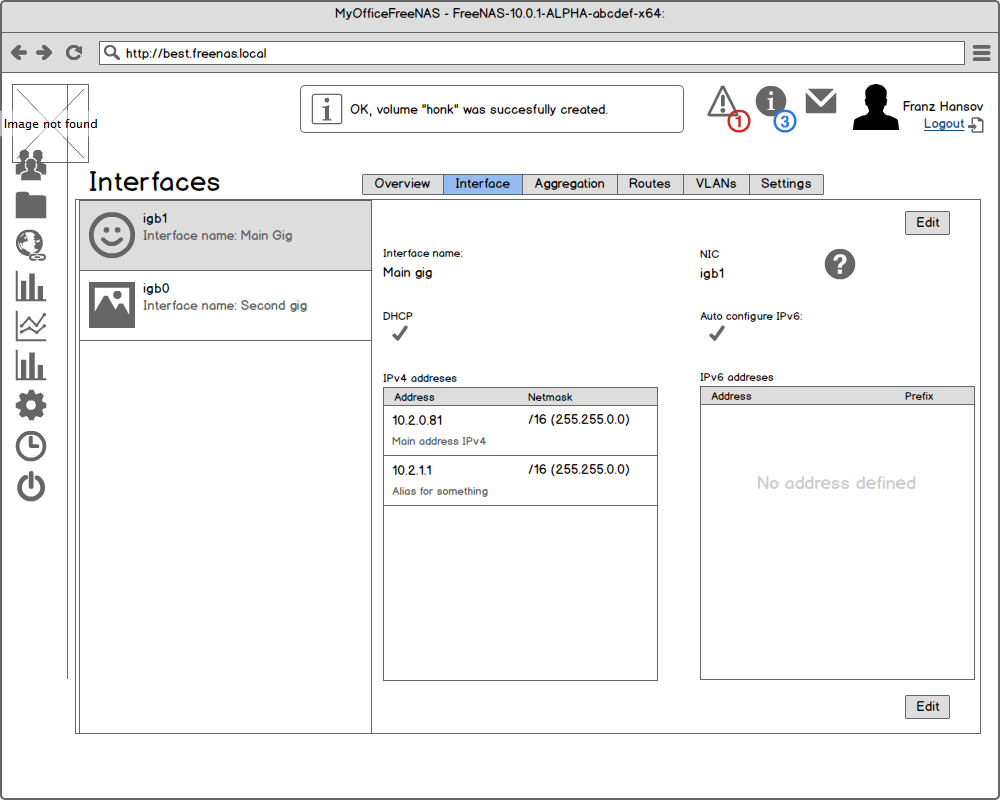 MyOfficeFreeNAS - FreeNAS-10.0.1-ALPHA-abcdef-x64:
http://best.freenas.local
Image not found
OK, volume "honk" was succesfully created.
1
3
Franz Hansov
Logout
Interfaces
Overview Interface Aggregation Routes VLANs Settings
igb1
Interface name: Main Gig
igb0
Interface name: Second gig
Edit
Interface name:
Main gig
NIC
igb1
?
DHCP
Auto configure IPv6:
IPv4 addreses
Address Netmask
10.2.0.81 /16 (255.255.0.0)
Main address IPv4
10.2.1.1 /16 (255.255.0.0)
Alias for something
IPv6 addreses
Address Prefix
No address defined
Edit